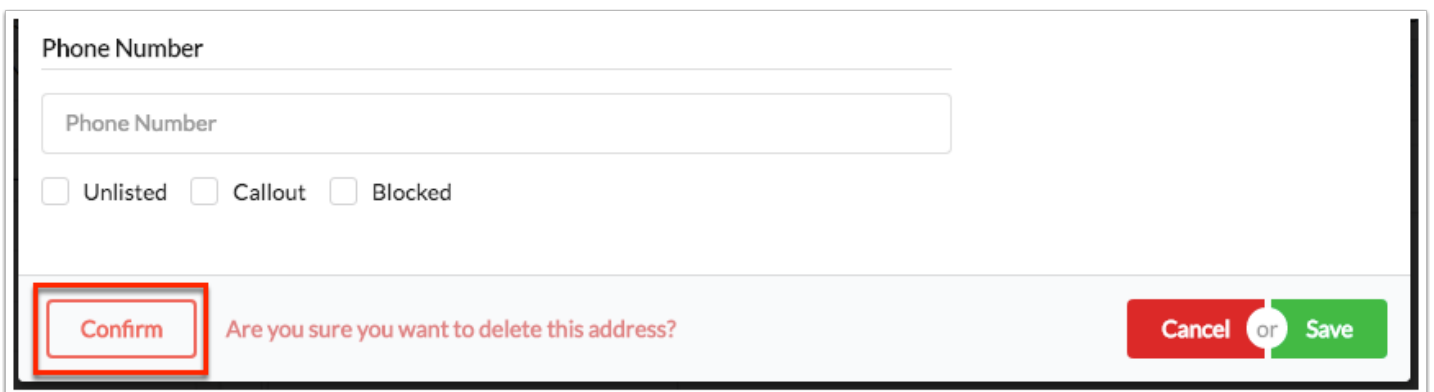 Phone Number
Phone Number
Unlisted Callout Blocked
Confirm Are you sure you want to delete this address? Cancel or Save